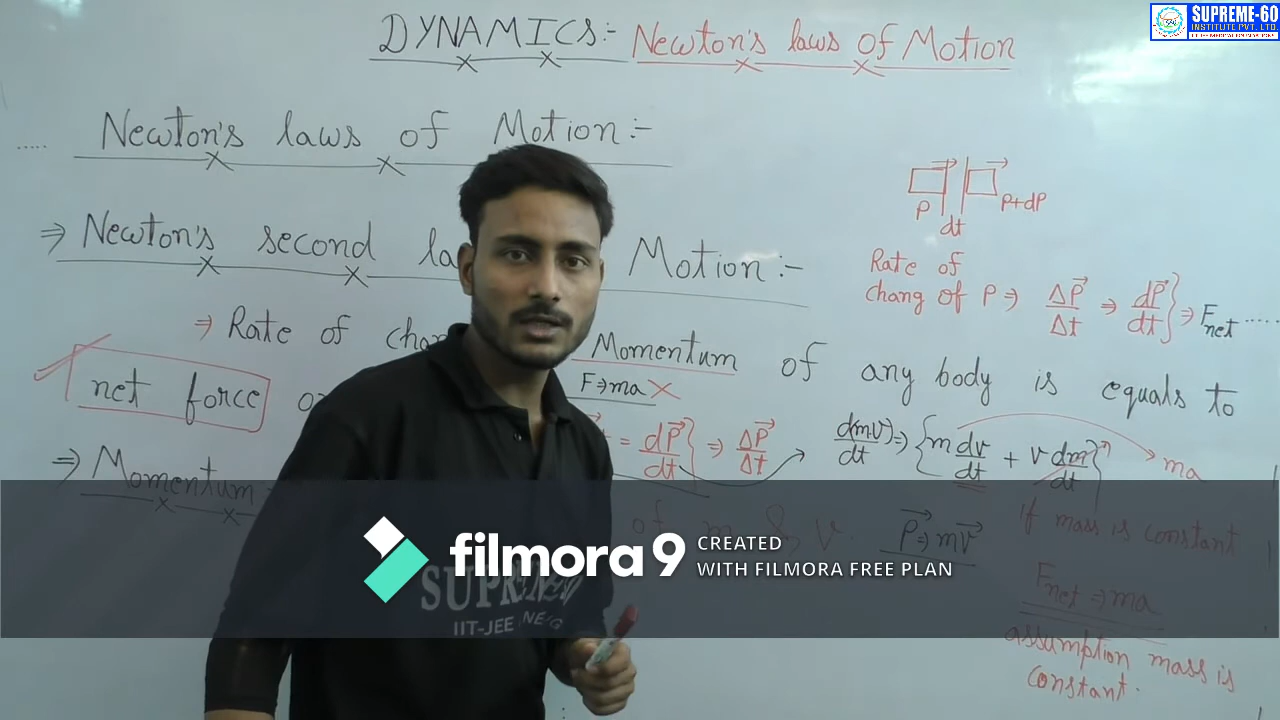 SUPREME-60
INSTITUTE PVT. LTD.
DYNAMICS:- Newton's laws of Motion
Newton's laws of Motion:-
P
dt
P+dP
⇒ Newton's second la Motion:-
Rate of
chang of P ⇒ ΔP⃗/Δt ⇒ dP⃗/dt} ⇒ Fnet .....
⇒ Rate of chan Momentum of any body is equals to
net force o
F⇒ma ×
= dP⃗/dt} ⇒ ΔP⃗/Δt
d(mv)/dt ⇒ {m dv/dt + v dm/dt}
ma
⇒ Momentum
of m & v. P⃗ ⇒ mv⃗
if mass is constant
Fnet ⇒ ma
assumption mass is
constant.
filmora9 CREATED
WITH FILMORA FREE PLAN
SUPREME
IIT-JEE